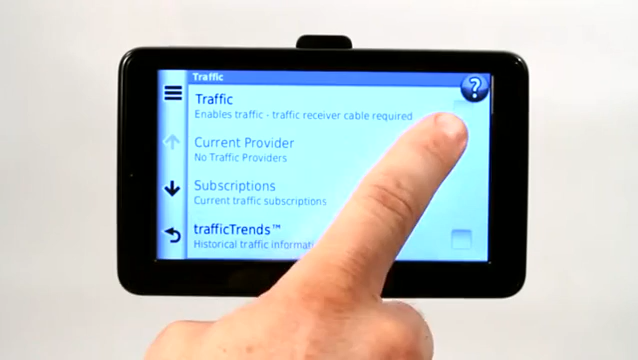 Traffic
?
Traffic
Enables traffic - traffic receiver cable required
Current Provider
No Traffic Providers
Subscriptions
Current traffic subscriptions
trafficTrends™
Historical traffic